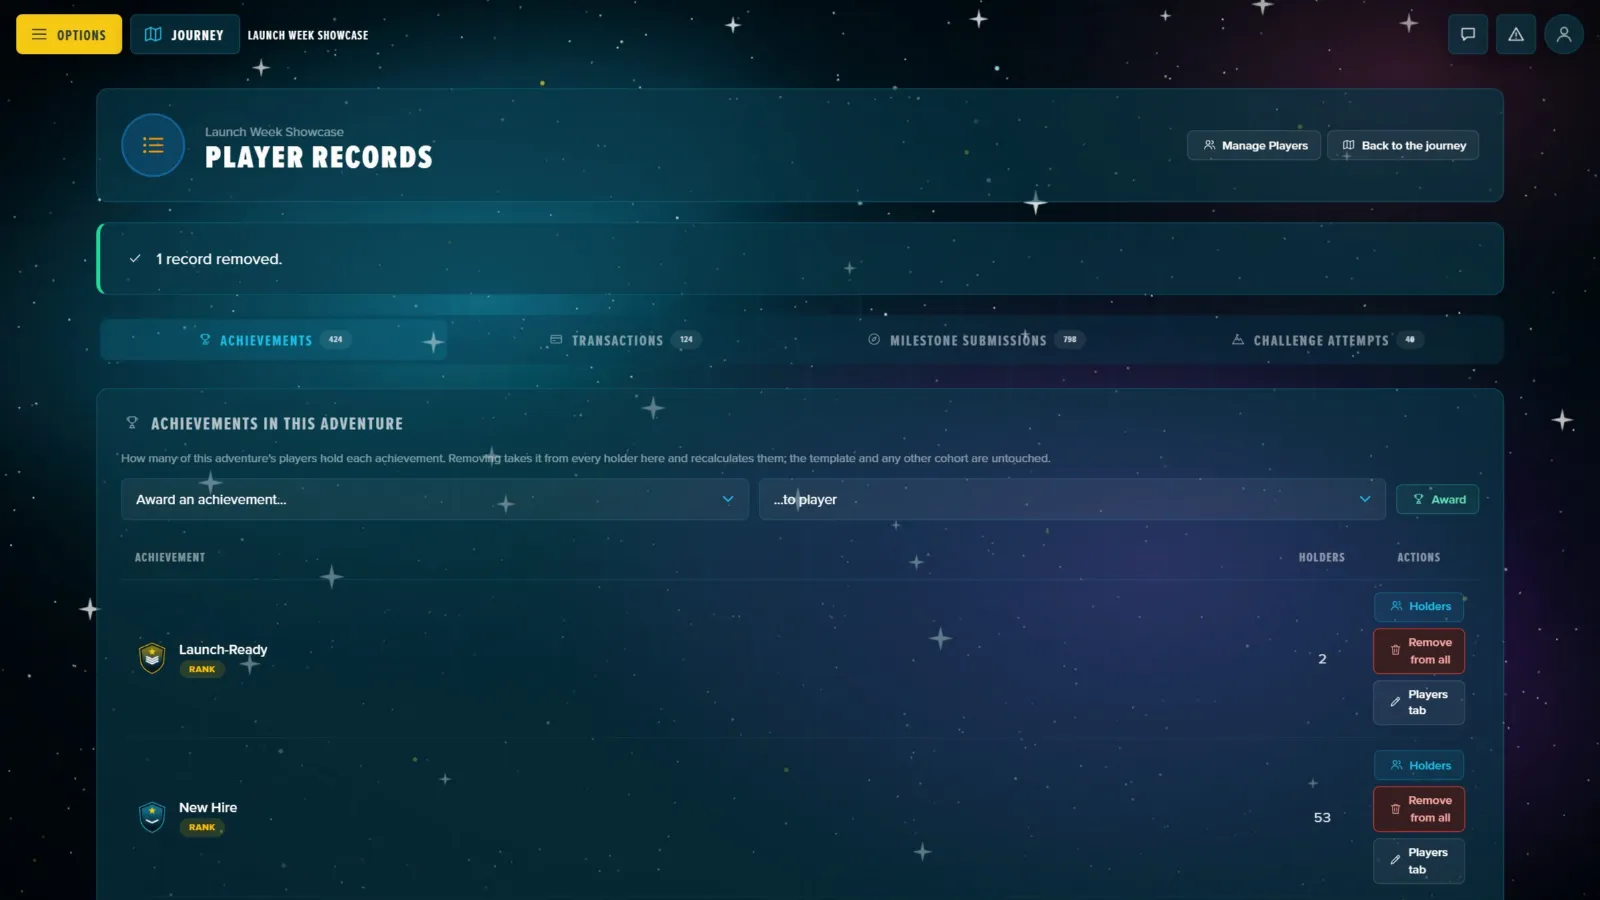 OPTIONS
JOURNEY
LAUNCH WEEK SHOWCASE
Launch Week Showcase
PLAYER RECORDS
Manage Players
Back to the journey
1 record removed.
ACHIEVEMENTS 424
TRANSACTIONS 124
MILESTONE SUBMISSIONS 798
CHALLENGE ATTEMPTS 40
ACHIEVEMENTS IN THIS ADVENTURE
How many of this adventure's players hold each achievement. Removing takes it from every holder here and recalculates them; the template and any other cohort are untouched.
Award an achievement...
...to player
Award
ACHIEVEMENT
HOLDERS
ACTIONS
Launch-Ready
RANK
2
Holders
Remove
from all
Players
tab
New Hire
RANK
53
Holders
Remove
from all
Players
tab